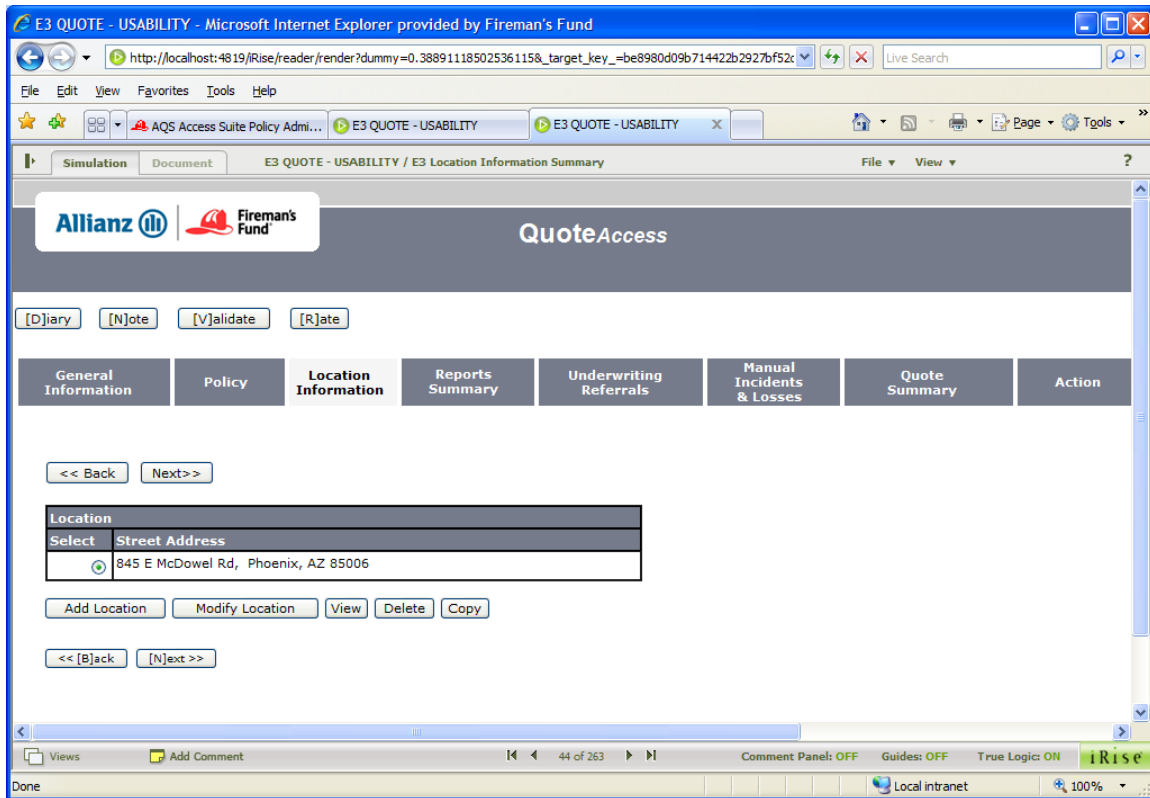 E3 QUOTE - USABILITY - Microsoft Internet Explorer provided by Fireman's Fund
http://localhost:4819/iRise/reader/render?dummy=0.38891118502536115&_target_key_=be8980d09b714422b2927bf52c
Live Search
File Edit View Favorites Tools Help
AQS Access Suite Policy Admi... E3 QUOTE - USABILITY E3 QUOTE - USABILITY X Page Tools »
Simulation Document E3 QUOTE - USABILITY / E3 Location Information Summary File View ?
Allianz Fireman's Fund
QuoteAccess
[D]iary [N]ote [V]alidate [R]ate
General Information Policy Location Information Reports Summary Underwriting Referrals Manual Incidents & Losses Quote Summary Action
<< Back Next>>
Location
Select Street Address
845 E McDowel Rd, Phoenix, AZ 85006
Add Location Modify Location View Delete Copy
<< [B]ack [N]ext >>
Views Add Comment 44 of 263 Comment Panel: OFF Guides: OFF True Logic: ON iRise
Done Local intranet 100%